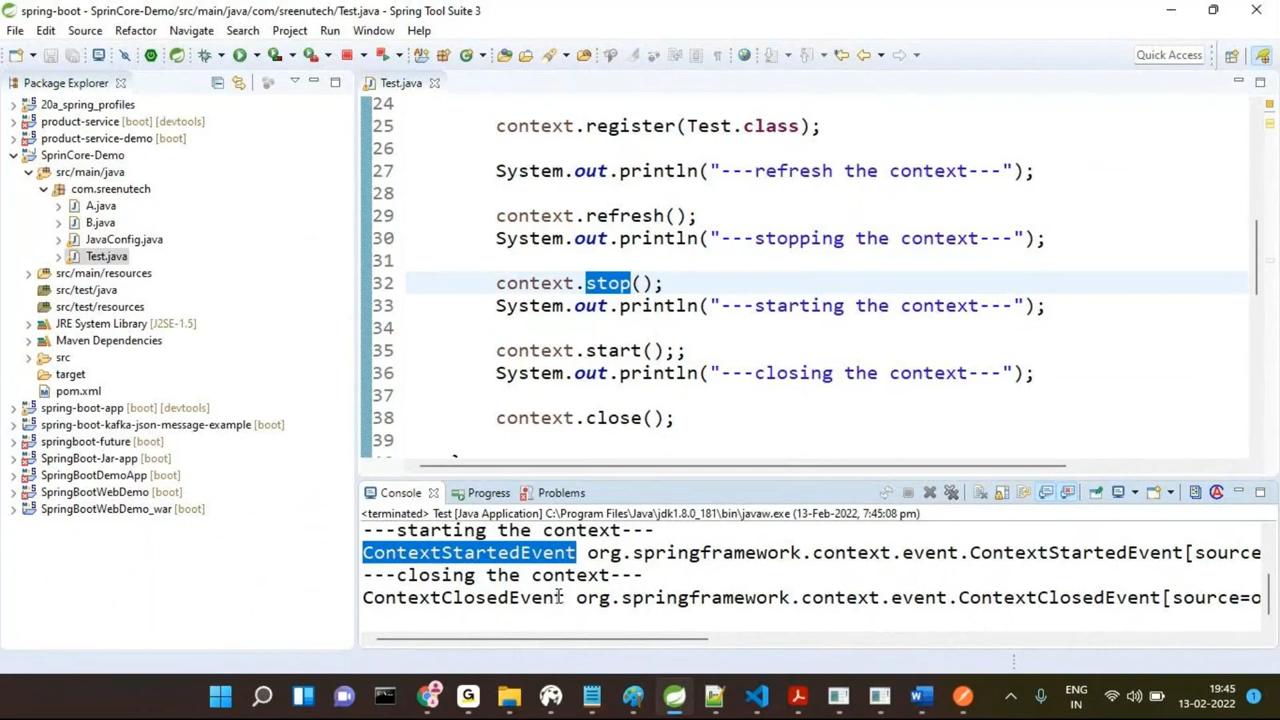 spring-boot - SprinCore-Demo/src/main/java/com/sreenutech/Test.java - Spring Tool Suite 3
File Edit Source Refactor Navigate Search Project Run Window Help
Quick Access
Package Explorer
20a_spring_profiles
product-service [boot] [devtools]
product-service-demo [boot]
SprinCore-Demo
src/main/java
com.sreenutech
A.java
B.java
JavaConfig.java
Test.java
src/main/resources
src/test/java
src/test/resources
JRE System Library [J2SE-1.5]
Maven Dependencies
src
target
pom.xml
spring-boot-app [boot] [devtools]
spring-boot-kafka-json-message-example [boot]
springboot-future [boot]
SpringBoot-Jar-app [boot]
SpringBootDemoApp [boot]
SpringBootWebDemo [boot]
SpringBootWebDemo_war [boot]
Test.java
24
25 context.register(Test.class);
26
27 System.out.println("---refresh the context---");
28
29 context.refresh();
30 System.out.println("---stopping the context---");
31
32 context.stop();
33 System.out.println("---starting the context---");
34
35 context.start();;
36 System.out.println("---closing the context---");
37
38 context.close();
39
Console Progress Problems
<terminated> Test [Java Application] C:\Program Files\Java\jdk1.8.0_181\bin\javaw.exe (13-Feb-2022, 7:45:08 pm)
---starting the context---
ContextStartedEvent org.springframework.context.event.ContextStartedEvent[source
---closing the context---
ContextClosedEvent org.springframework.context.event.ContextClosedEvent[source=o
ENG
IN
19:45
13-02-2022